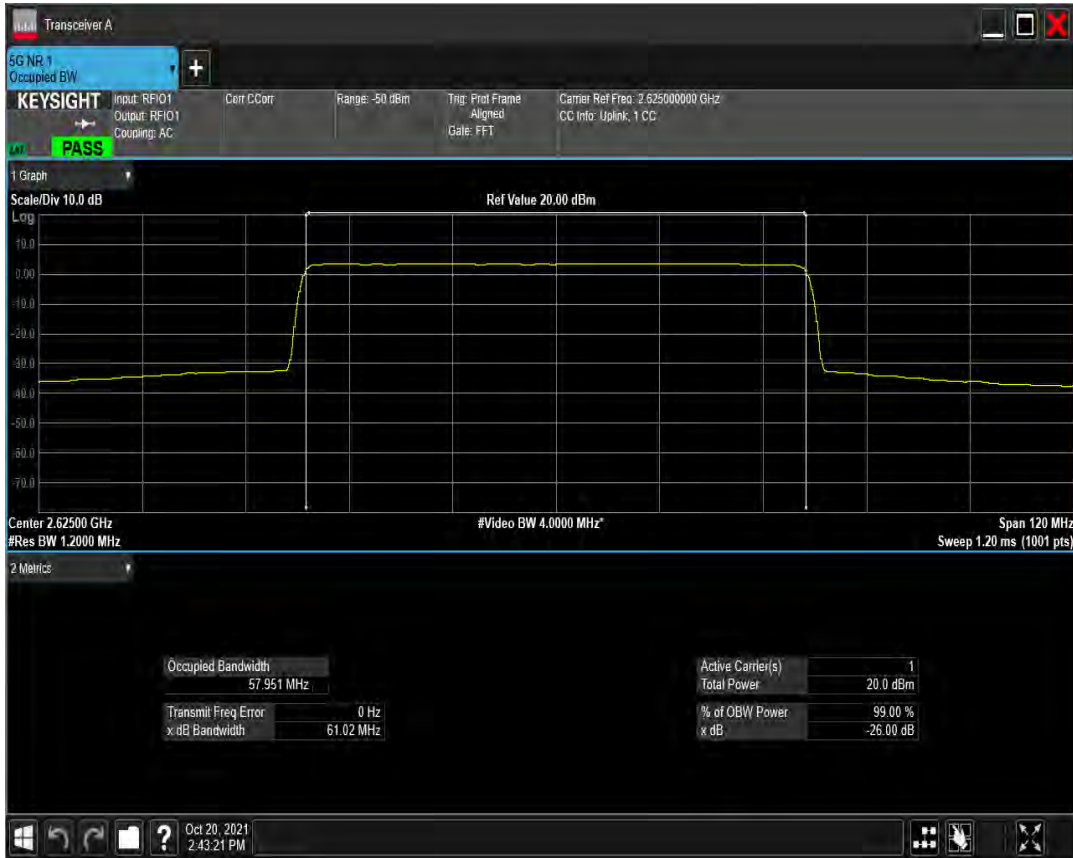 Transceiver A
5G NR 1
Occupied BW
+
KEYSIGHT
Input: RFIO1
Output: RFIO1
Coupling: AC
Corr CCorr
Range: -50 dBm
Trig: Prot Frame
Aligned
Gate: FFT
Carrier Ref Freq: 2.625000000 GHz
CC Info: Uplink, 1 CC
PASS
1 Graph
Scale/Div 10.0 dB
Ref Value 20.00 dBm
Log
10.0
0.00
-10.0
-20.0
-30.0
-40.0
-50.0
-60.0
-70.0
Center 2.62500 GHz
#Video BW 4.0000 MHz*
Span 120 MHz
#Res BW 1.2000 MHz
Sweep 1.20 ms (1001 pts)
2 Metrics
Occupied Bandwidth
57.951 MHz
Transmit Freq Error 0 Hz
x dB Bandwidth 61.02 MHz
Active Carrier(s) 1
Total Power 20.0 dBm
% of OBW Power 99.00 %
x dB -26.00 dB
?
Oct 20, 2021
2:43:21 PM